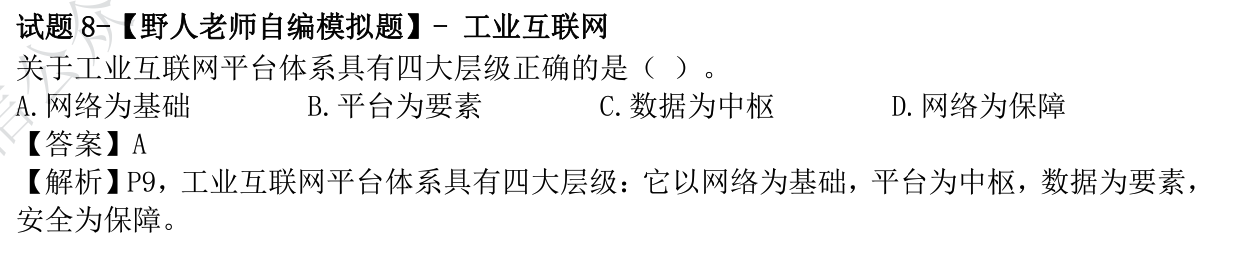 试题 8-【野人老师自编模拟题】- 工业互联网
关于工业互联网平台体系具有四大层级正确的是（ ）。
A.网络为基础 B.平台为要素 C.数据为中枢 D.网络为保障
【答案】A
【解析】P9，工业互联网平台体系具有四大层级：它以网络为基础，平台为中枢，数据为要素，
安全为保障。